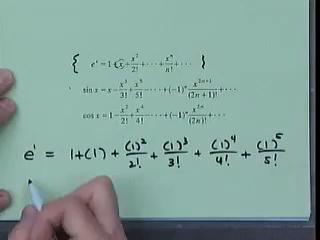 { e^x = 1 + x + x^2/2! + ··· + x^n/n! + ··· }
sin x = x − x^3/3! + x^5/5! − ··· + (−1)^n x^(2n+1)/(2n+1)! + ···
cos x = 1 − x^2/2! + x^4/4! − ··· + (−1)^n x^(2n)/(2n)! + ···
e^1 = 1+(1) + (1)^2/2! + (1)^3/3! + (1)^4/4! + (1)^5/5!